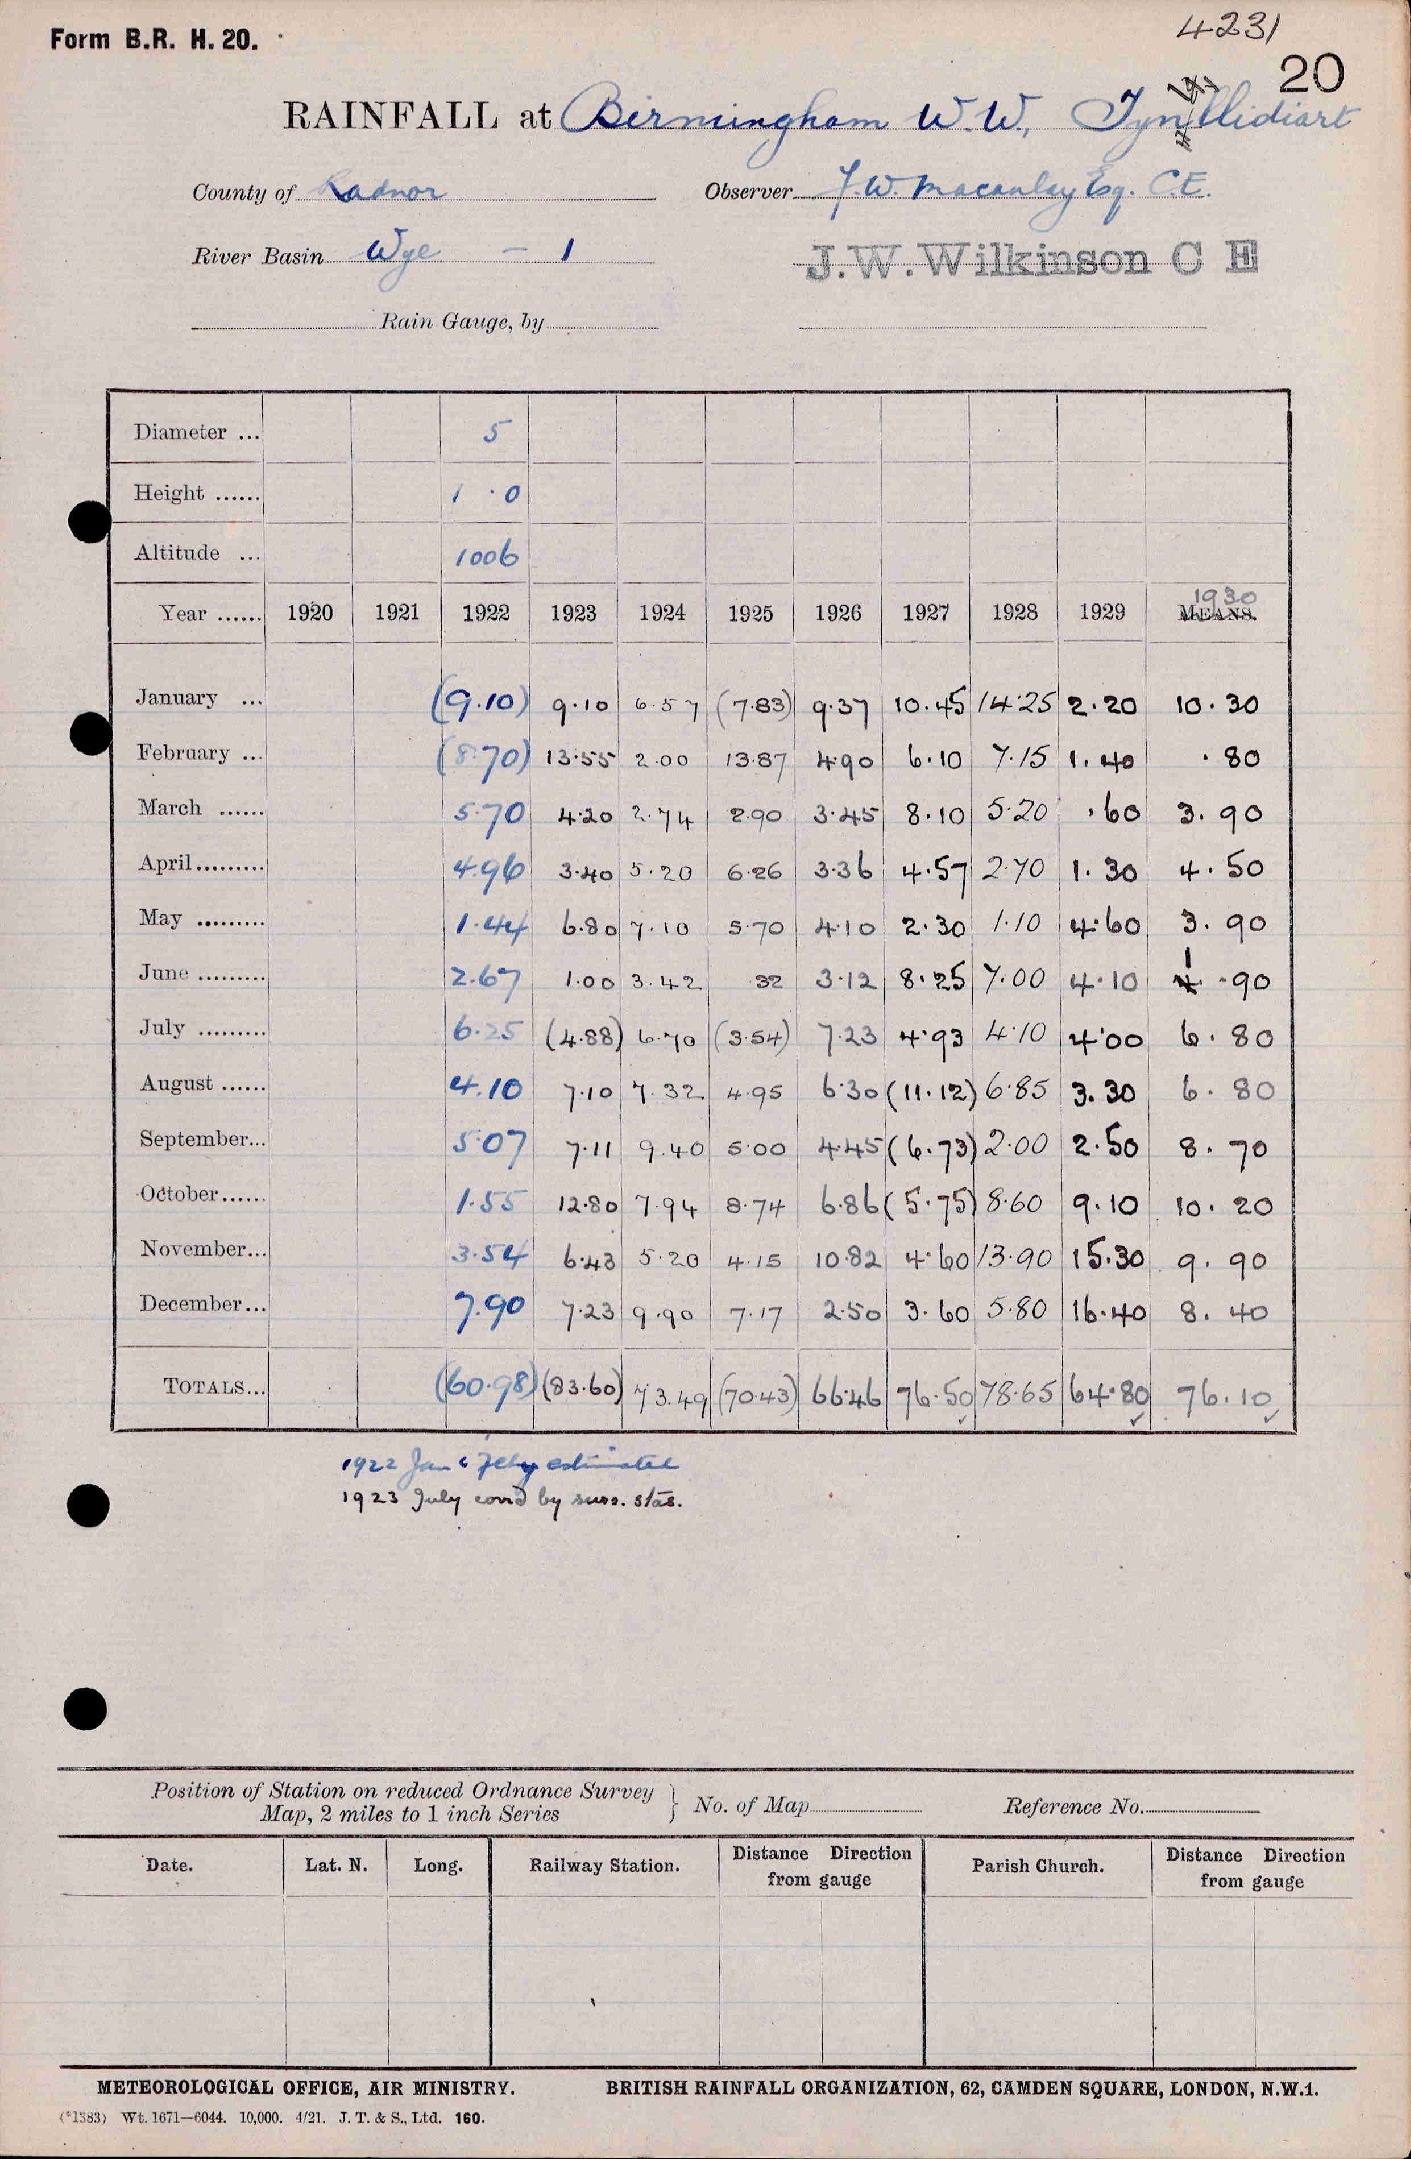 Form B.R. H. 20.
4231
20
RAINFALL at Birmingham W.W., Tyn llidiart
County of Radnor Observer F.W. Macaulay Esq. C.E.
River Basin Wye — 1 J.W. Wilkinson C E
Rain Gauge, by
Diameter ... 5
Height ...... 1 · 0
Altitude ... 1006
1930
Year ...... 1920 1921 1922 1923 1924 1925 1926 1927 1928 1929 MEANS.
January ... (9.10) 9.10 6.57 (7.83) 9.37 10.45 14.25 2.20 10.30
February ... (8.70) 13.55 2.00 13.87 4.90 6.10 7.15 1.40 .80
March ...... 5.70 4.20 2.74 2.90 3.45 8.10 5.20 .60 3.90
April ......... 4.96 3.40 5.20 6.26 3.36 4.57 2.70 1.30 4.50
May ......... 1.44 6.80 7.10 5.70 4.10 2.30 1.10 4.60 3.90
June ......... 2.67 1.00 3.42 .32 3.12 8.25 7.00 4.10 1.90
July ......... 6.25 (4.88) 6.70 (3.54) 7.23 4.93 4.10 4.00 6.80
August ...... 4.10 7.10 7.32 4.95 6.30 (11.12) 6.85 3.30 6.80
September... 5.07 7.11 9.40 5.00 4.45 (6.73) 2.00 2.50 8.70
October...... 1.55 12.80 7.94 8.74 6.86 (5.75) 8.60 9.10 10.20
November... 3.54 6.43 5.20 4.15 10.82 4.60 13.90 15.30 9.90
December... 7.90 7.23 9.90 7.17 2.50 3.60 5.80 16.40 8.40
TOTALS... (60.98) (83.60) 73.49 (70.43) 66.46 76.50 78.65 64.80 76.10
1922 Jan & Feby estimated
1923 July cor'd by surr. stas.
Position of Station on reduced Ordnance Survey
Map, 2 miles to 1 inch Series } No. of Map Reference No.
Date. Lat. N. Long. Railway Station. Distance Direction from gauge Parish Church. Distance Direction from gauge
METEOROLOGICAL OFFICE, AIR MINISTRY. BRITISH RAINFALL ORGANIZATION, 62, CAMDEN SQUARE, LONDON, N.W.1.
(*1383) Wt. 1671—6044. 10,000. 4/21. J. T. & S., Ltd. 160.